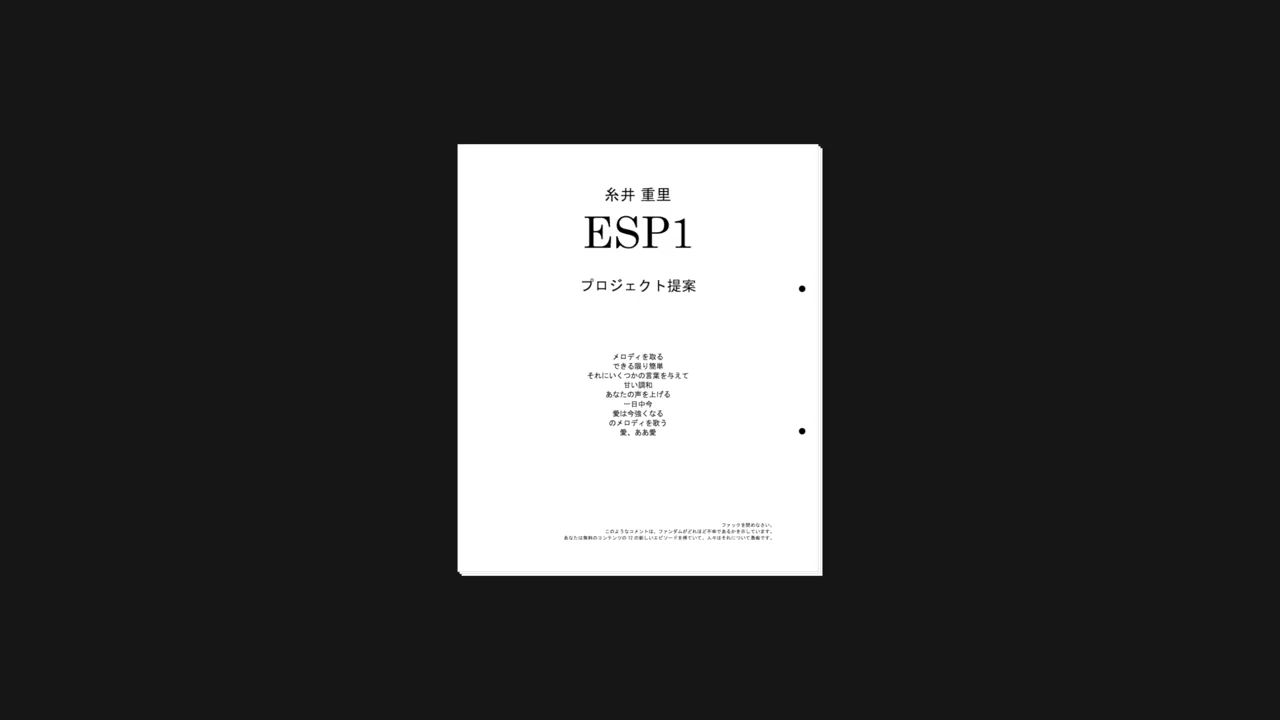 糸井 重里
ESP1
プロジェクト提案
メロディを取る
できる限り簡単
それにいくつかの言葉を与えて
甘い調和
あなたの声を上げる
一日中今
愛は今強くなる
のメロディを歌う
愛、ああ愛
ファックを閉めなさい。
このようなコメントは、ファンダムがどれほど不幸であるかを示しています。
あなたは無料のコンテンツの 12 の新しいエピソードを得ていて、人々はそれについて愚痴です。